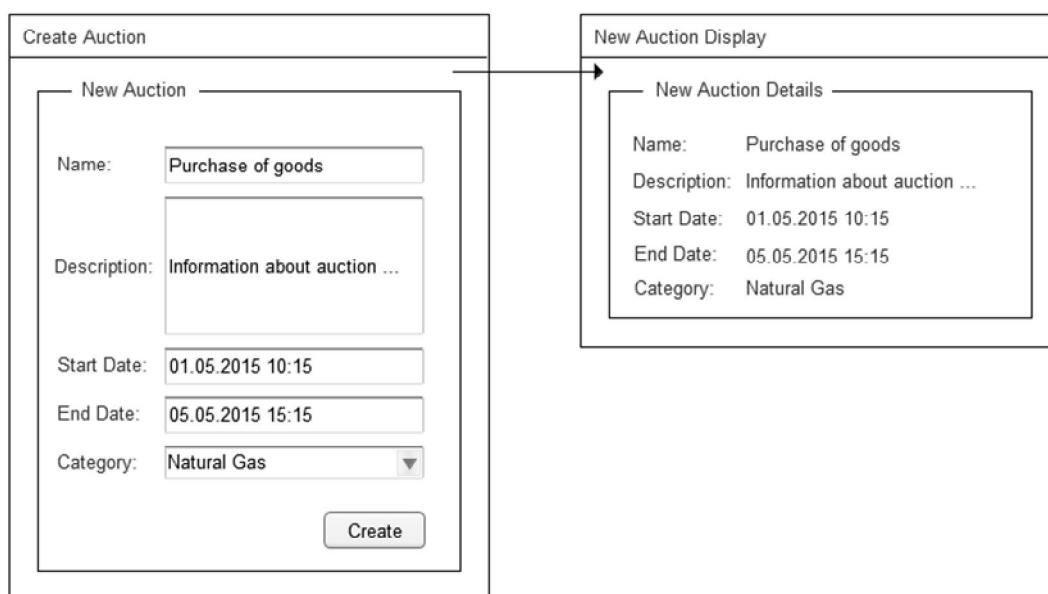 Create Auction
New Auction
Name: Purchase of goods
Description: Information about auction ...
Start Date: 01.05.2015 10:15
End Date: 05.05.2015 15:15
Category: Natural Gas
Create
New Auction Display
New Auction Details
Name: Purchase of goods
Description: Information about auction ...
Start Date: 01.05.2015 10:15
End Date: 05.05.2015 15:15
Category: Natural Gas